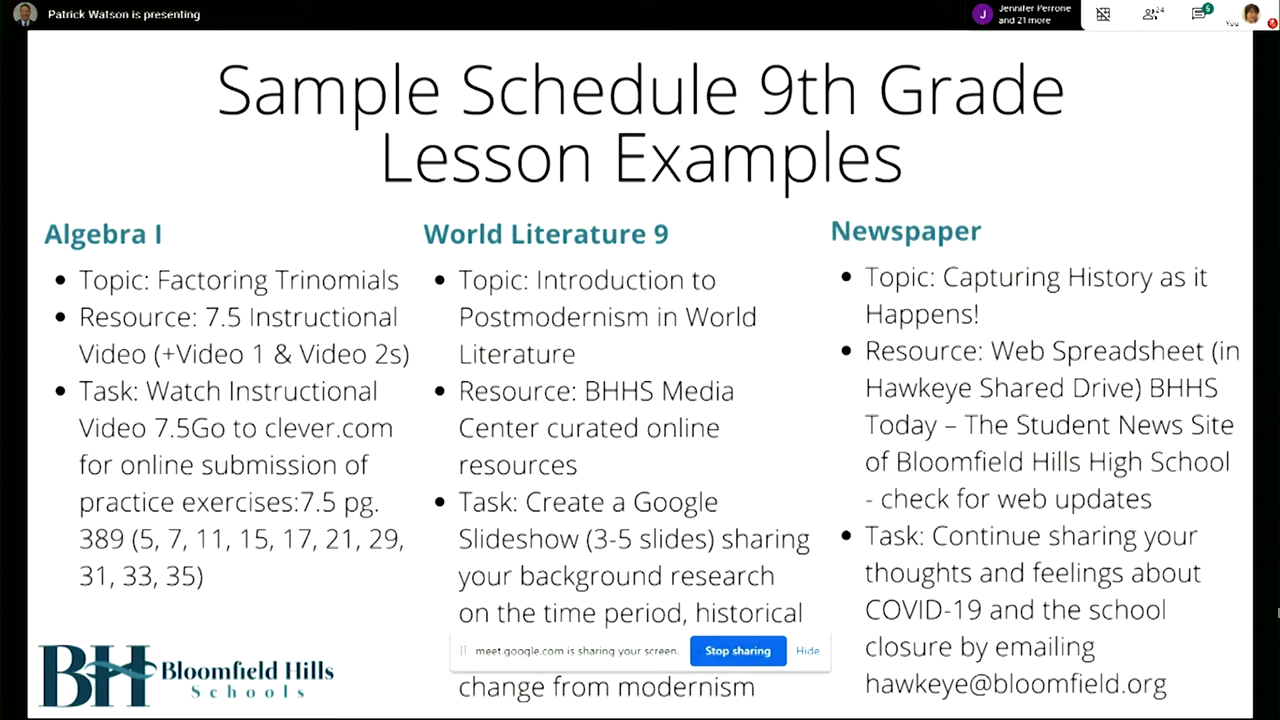 Patrick Watson is presenting
J
Jennifer Perrone
and 21 more
24
5
You
Sample Schedule 9th Grade
Lesson Examples
Algebra I
• Topic: Factoring Trinomials
• Resource: 7.5 Instructional
Video (+Video 1 & Video 2s)
• Task: Watch Instructional
Video 7.5Go to clever.com
for online submission of
practice exercises:7.5 pg.
389 (5, 7, 11, 15, 17, 21, 29,
31, 33, 35)
World Literature 9
• Topic: Introduction to
Postmodernism in World
Literature
• Resource: BHHS Media
Center curated online
resources
• Task: Create a Google
Slideshow (3-5 slides) sharing
your background research
on the time period, historical
change from modernism
Newspaper
• Topic: Capturing History as it
Happens!
• Resource: Web Spreadsheet (in
Hawkeye Shared Drive) BHHS
Today – The Student News Site
of Bloomfield Hills High School
- check for web updates
• Task: Continue sharing your
thoughts and feelings about
COVID-19 and the school
closure by emailing
hawkeye@bloomfield.org
meet.google.com is sharing your screen.
Stop sharing
Hide
BH
Bloomfield Hills
Schools